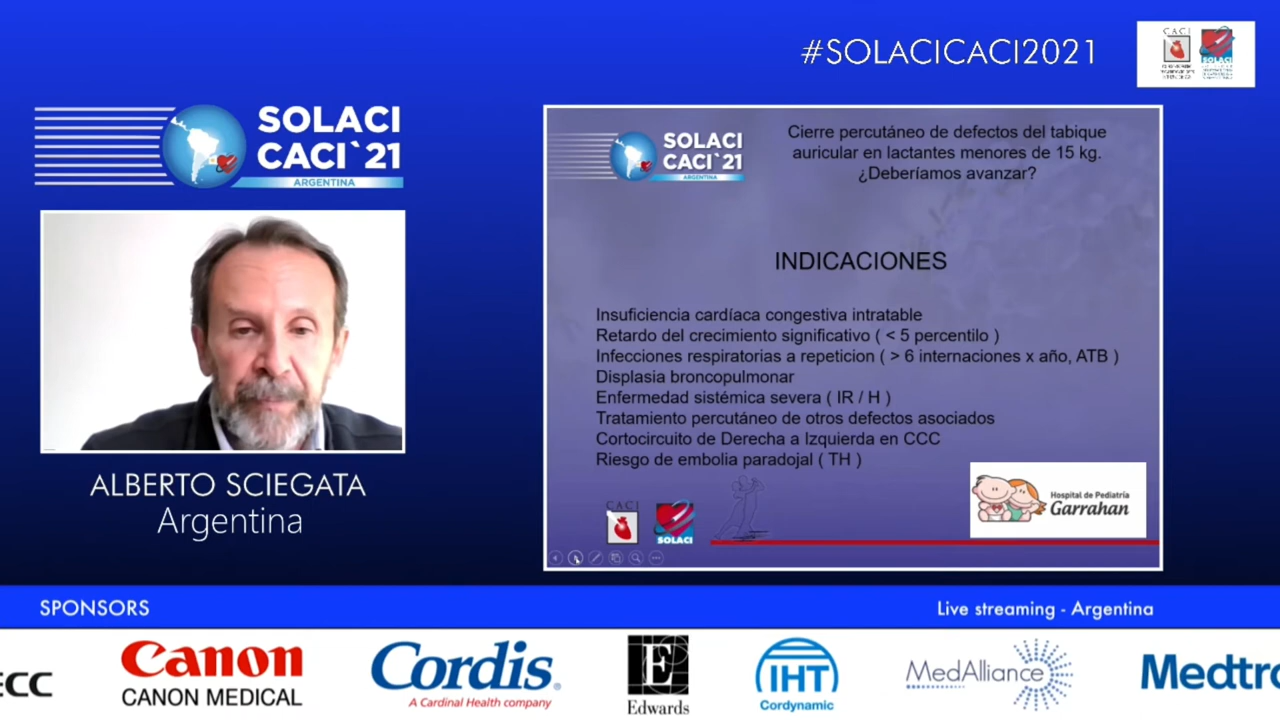 #SOLACICACI2021
CACI
SOLACI
SOLACI
CACI`21
ARGENTINA
SOLACI
CACI`21
ARGENTINA
Cierre percutáneo de defectos del tabique
auricular en lactantes menores de 15 kg.
¿Deberíamos avanzar?
INDICACIONES
Insuficiencia cardíaca congestiva intratable
Retardo del crecimiento significativo ( < 5 percentilo )
Infecciones respiratorias a repeticion ( > 6 internaciones x año, ATB )
Displasia broncopulmonar
Enfermedad sistémica severa ( IR / H )
Tratamiento percutáneo de otros defectos asociados
Cortocircuito de Derecha a Izquierda en CCC
Riesgo de embolia paradojal ( TH )
Hospital de Pediatría
Garrahan
CACI
SOLACI
ALBERTO SCIEGATA
Argentina
SPONSORS
Live streaming - Argentina
ECC
Canon
CANON MEDICAL
Cordis
A Cardinal Health company
E
Edwards
IHT
Cordynamic
MedAlliance
Medtro